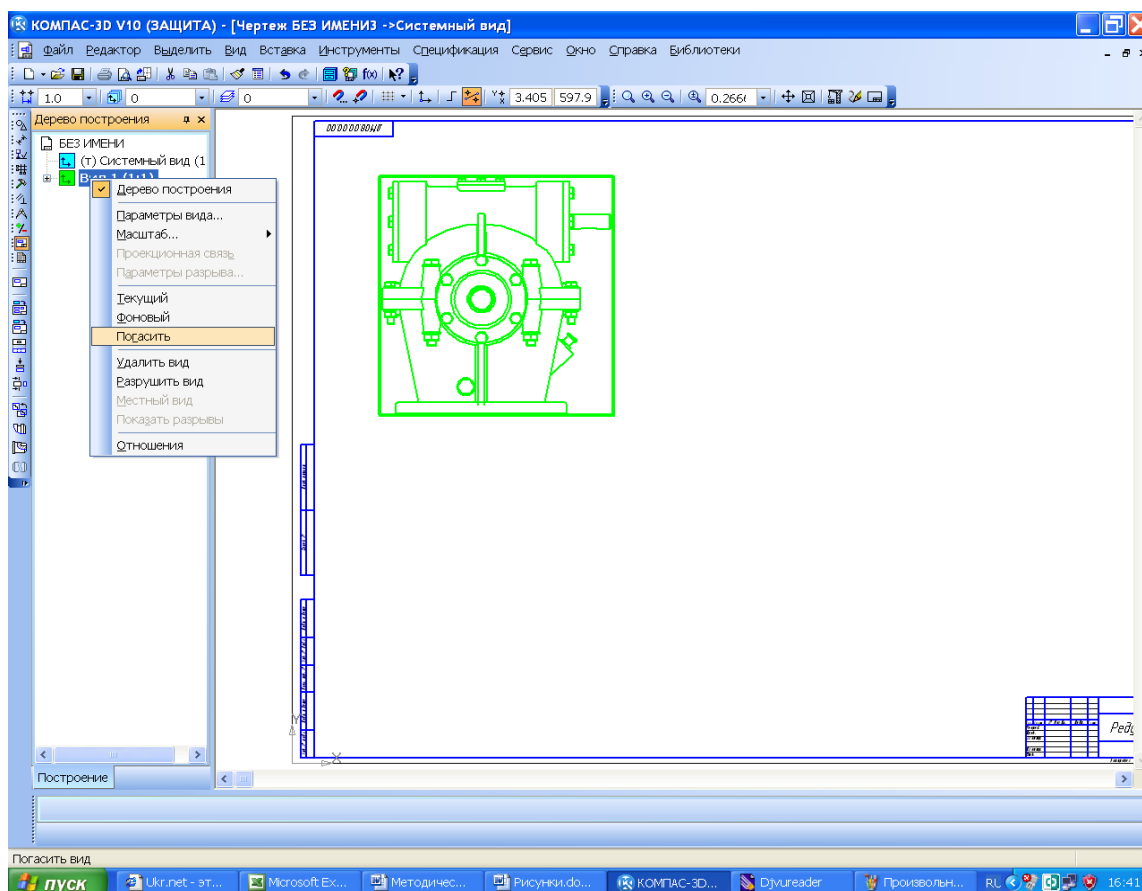 КОМПАС-3D V10 (ЗАЩИТА) - [Чертеж БЕЗ ИМЕНИ3 ->Системный вид]
Файл Редактор Выделить Вид Вставка Инструменты Спецификация Сервис Окно Справка Библиотеки
1.0 0 0 3.405 597.9 0.266
Дерево построения
БЕЗ ИМЕНИ
(т) Системный вид (1
Вид 1 (1:1)
Дерево построения
Параметры вида...
Масштаб...
Проекционная связь
Параметры разрыва...
Текущий
Фоновый
Погасить
Удалить вид
Разрушить вид
Местный вид
Показать разрывы
Отношения
Y
X
Построение
Погасить вид
пуск Ukr.net - эт... Microsoft Ex... Методичес... Рисунки.do... КОМПАС-3D... Djvureader Произвольн... RU 16:41